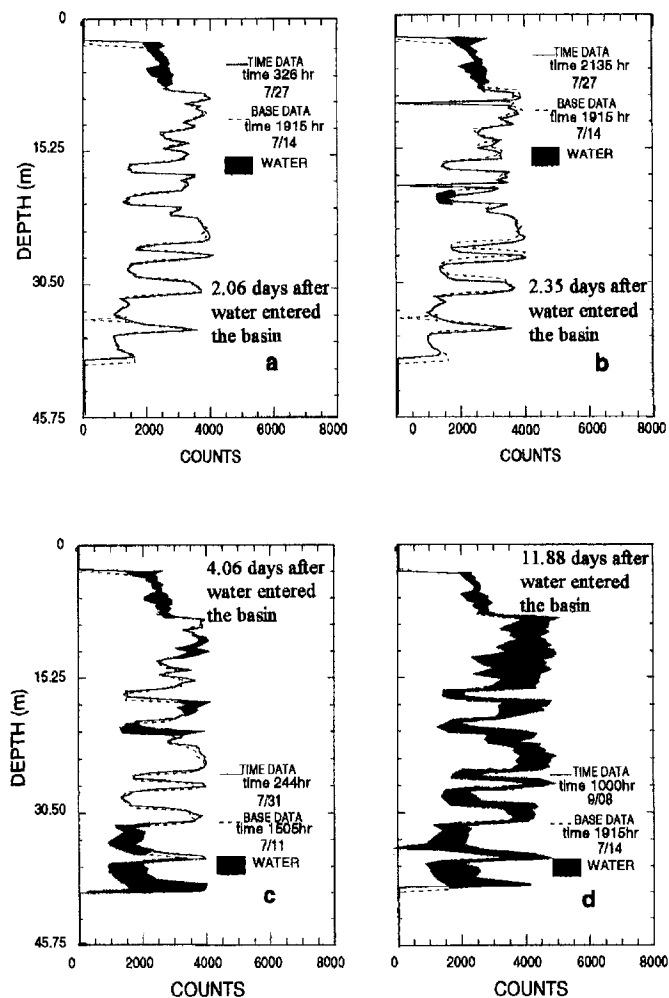 0
15.25
30.50
45.75
DEPTH (m)
TIME DATA
time 326 hr
7/27
BASE DATA
time 1915 hr
7/14
WATER
2.06 days after
water entered
the basin
a
0 2000 4000 6000 8000
COUNTS
TIME DATA
time 2135 hr
7/27
BASE DATA
time 1915 hr
7/14
WATER
2.35 days after
water entered
the basin
b
0 2000 4000 6000 8000
COUNTS
0
15.25
30.50
45.75
DEPTH (m)
4.06 days after
water entered
the basin
TIME DATA
time 244hr
7/31
BASE DATA
time 1505hr
7/11
WATER
c
0 2000 4000 6000 8000
COUNTS
11.88 days after
water entered
the basin
TIME DATA
time 1000hr
9/08
BASE DATA
time 1915hr
7/14
WATER
d
0 2000 4000 6000 8000
COUNTS